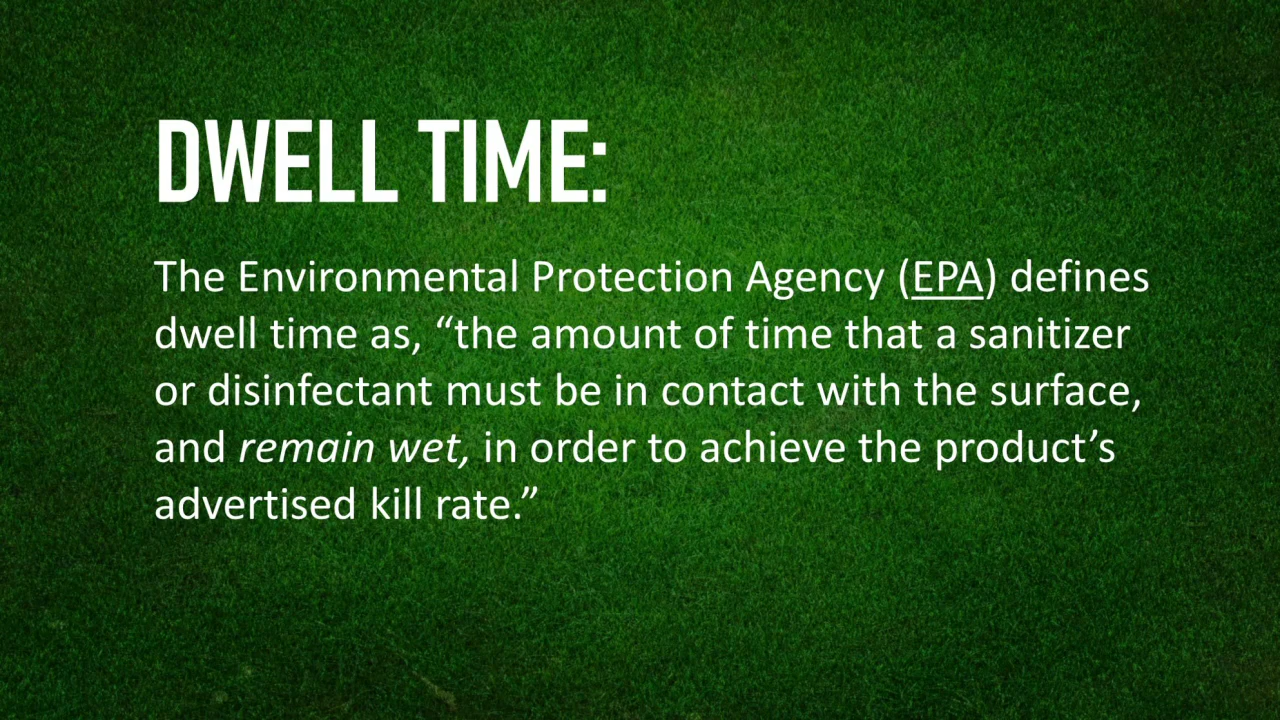 DWELL TIME:
The Environmental Protection Agency (EPA) defines
dwell time as, “the amount of time that a sanitizer
or disinfectant must be in contact with the surface,
and remain wet, in order to achieve the product’s
advertised kill rate.”